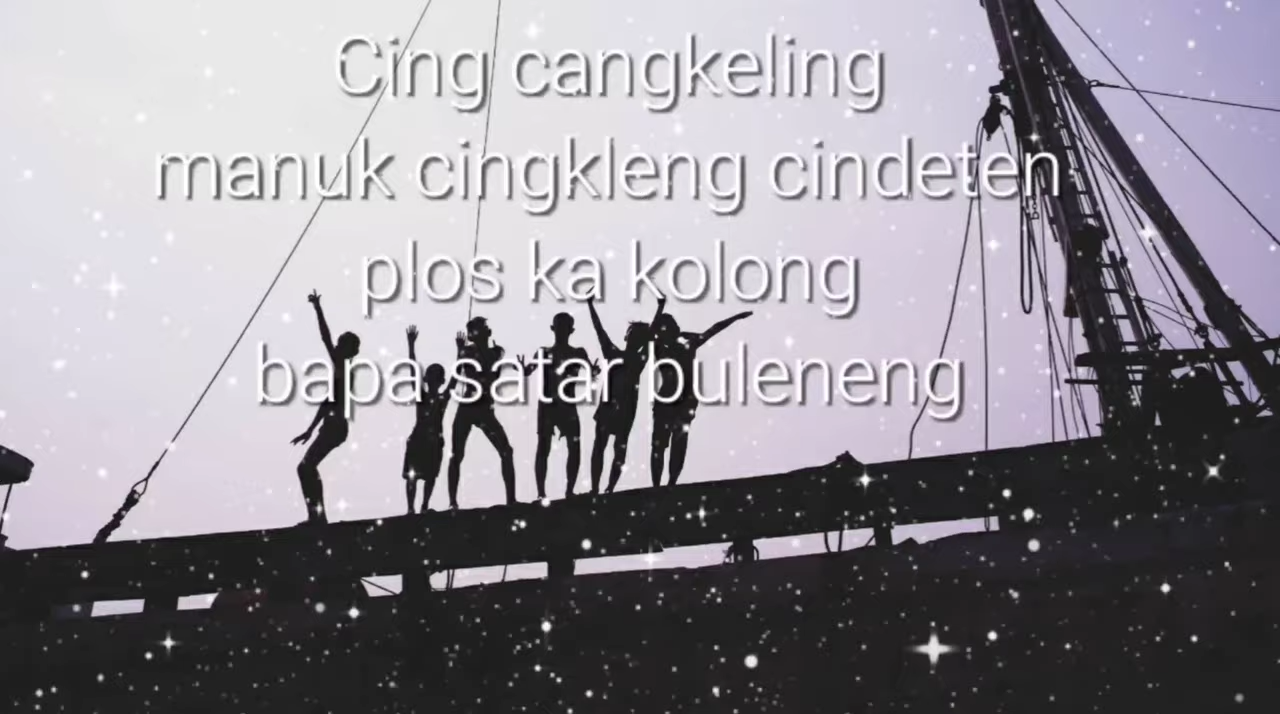 Cing cangkeling
manuk cingkleng cindeten
plos ka kolong
bapa satar buleneng